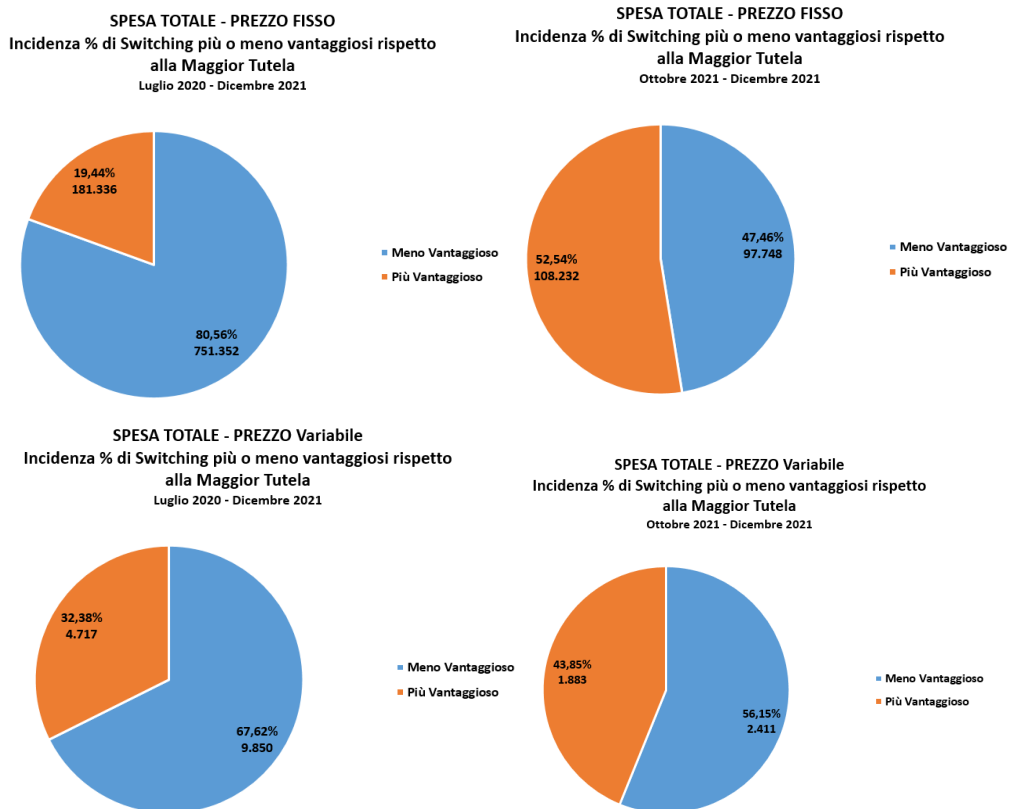 SPESA TOTALE - PREZZO FISSO
Incidenza % di Switching più o meno vantaggiosi rispetto
alla Maggior Tutela
Luglio 2020 - Dicembre 2021
19,44%
181.336
80,56%
751.352
Meno Vantaggioso
Più Vantaggioso
SPESA TOTALE - PREZZO FISSO
Incidenza % di Switching più o meno vantaggiosi rispetto
alla Maggior Tutela
Ottobre 2021 - Dicembre 2021
52,54%
108.232
47,46%
97.748
Meno Vantaggioso
Più Vantaggioso
SPESA TOTALE - PREZZO Variabile
Incidenza % di Switching più o meno vantaggiosi rispetto
alla Maggior Tutela
Luglio 2020 - Dicembre 2021
32,38%
4.717
67,62%
9.850
Meno Vantaggioso
Più Vantaggioso
SPESA TOTALE - PREZZO Variabile
Incidenza % di Switching più o meno vantaggiosi rispetto
alla Maggior Tutela
Ottobre 2021 - Dicembre 2021
43,85%
1.883
56,15%
2.411
Meno Vantaggioso
Più Vantaggioso